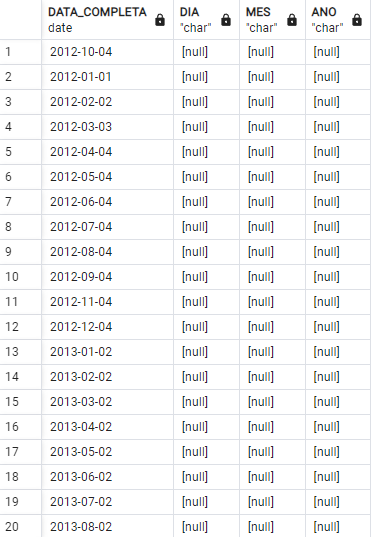 DATA_COMPLETA DIA MES ANO
date "char" "char" "char"
1 2012-10-04 [null] [null] [null]
2 2012-01-01 [null] [null] [null]
3 2012-02-02 [null] [null] [null]
4 2012-03-03 [null] [null] [null]
5 2012-04-04 [null] [null] [null]
6 2012-05-04 [null] [null] [null]
7 2012-06-04 [null] [null] [null]
8 2012-07-04 [null] [null] [null]
9 2012-08-04 [null] [null] [null]
10 2012-09-04 [null] [null] [null]
11 2012-11-04 [null] [null] [null]
12 2012-12-04 [null] [null] [null]
13 2013-01-02 [null] [null] [null]
14 2013-02-02 [null] [null] [null]
15 2013-03-02 [null] [null] [null]
16 2013-04-02 [null] [null] [null]
17 2013-05-02 [null] [null] [null]
18 2013-06-02 [null] [null] [null]
19 2013-07-02 [null] [null] [null]
20 2013-08-02 [null] [null] [null]